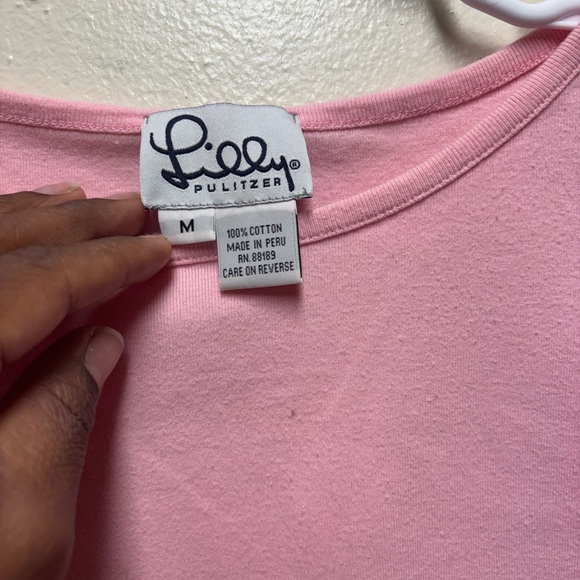 Lilly®
PULITZER
M
100% COTTON
MADE IN PERU
RN. 88189
CARE ON REVERSE